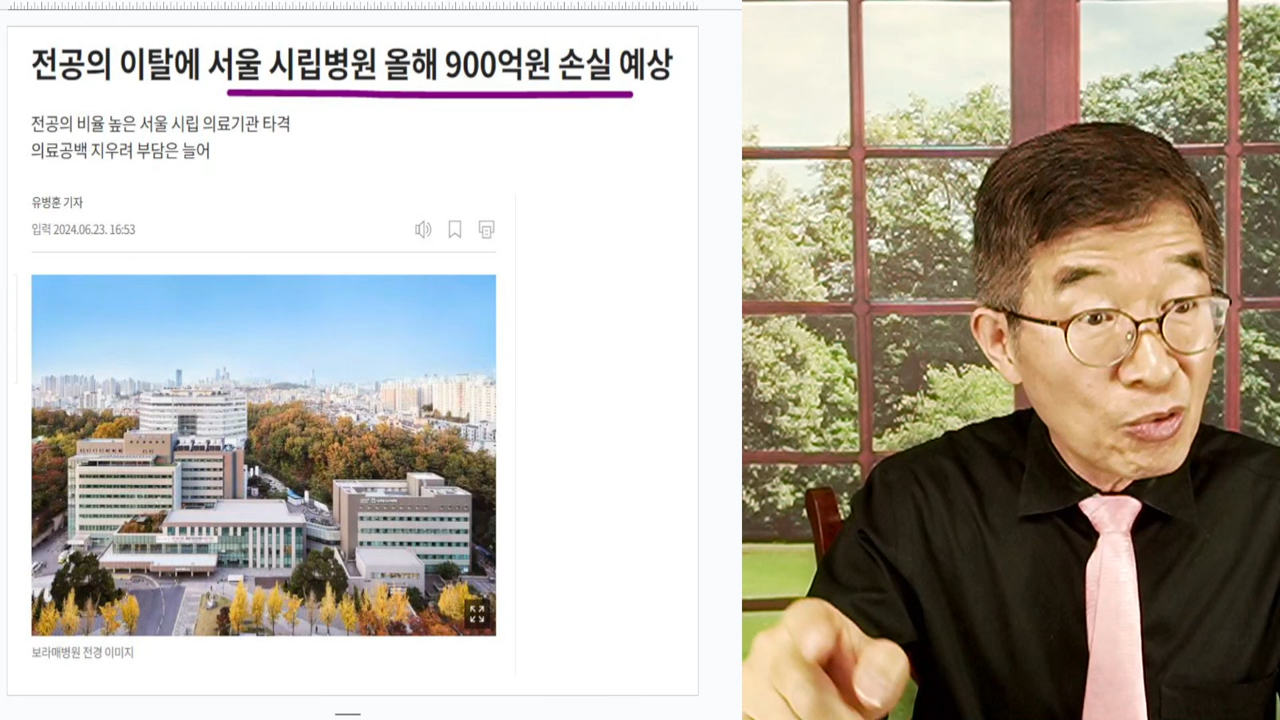 전공의 이탈에 서울 시립병원 올해 900억원 손실 예상
전공의 비율 높은 서울 시립 의료기관 타격
의료공백 지우려 부담은 늘어
유병훈 기자
입력 2024.06.23. 16:53
보라매병원 전경 이미지